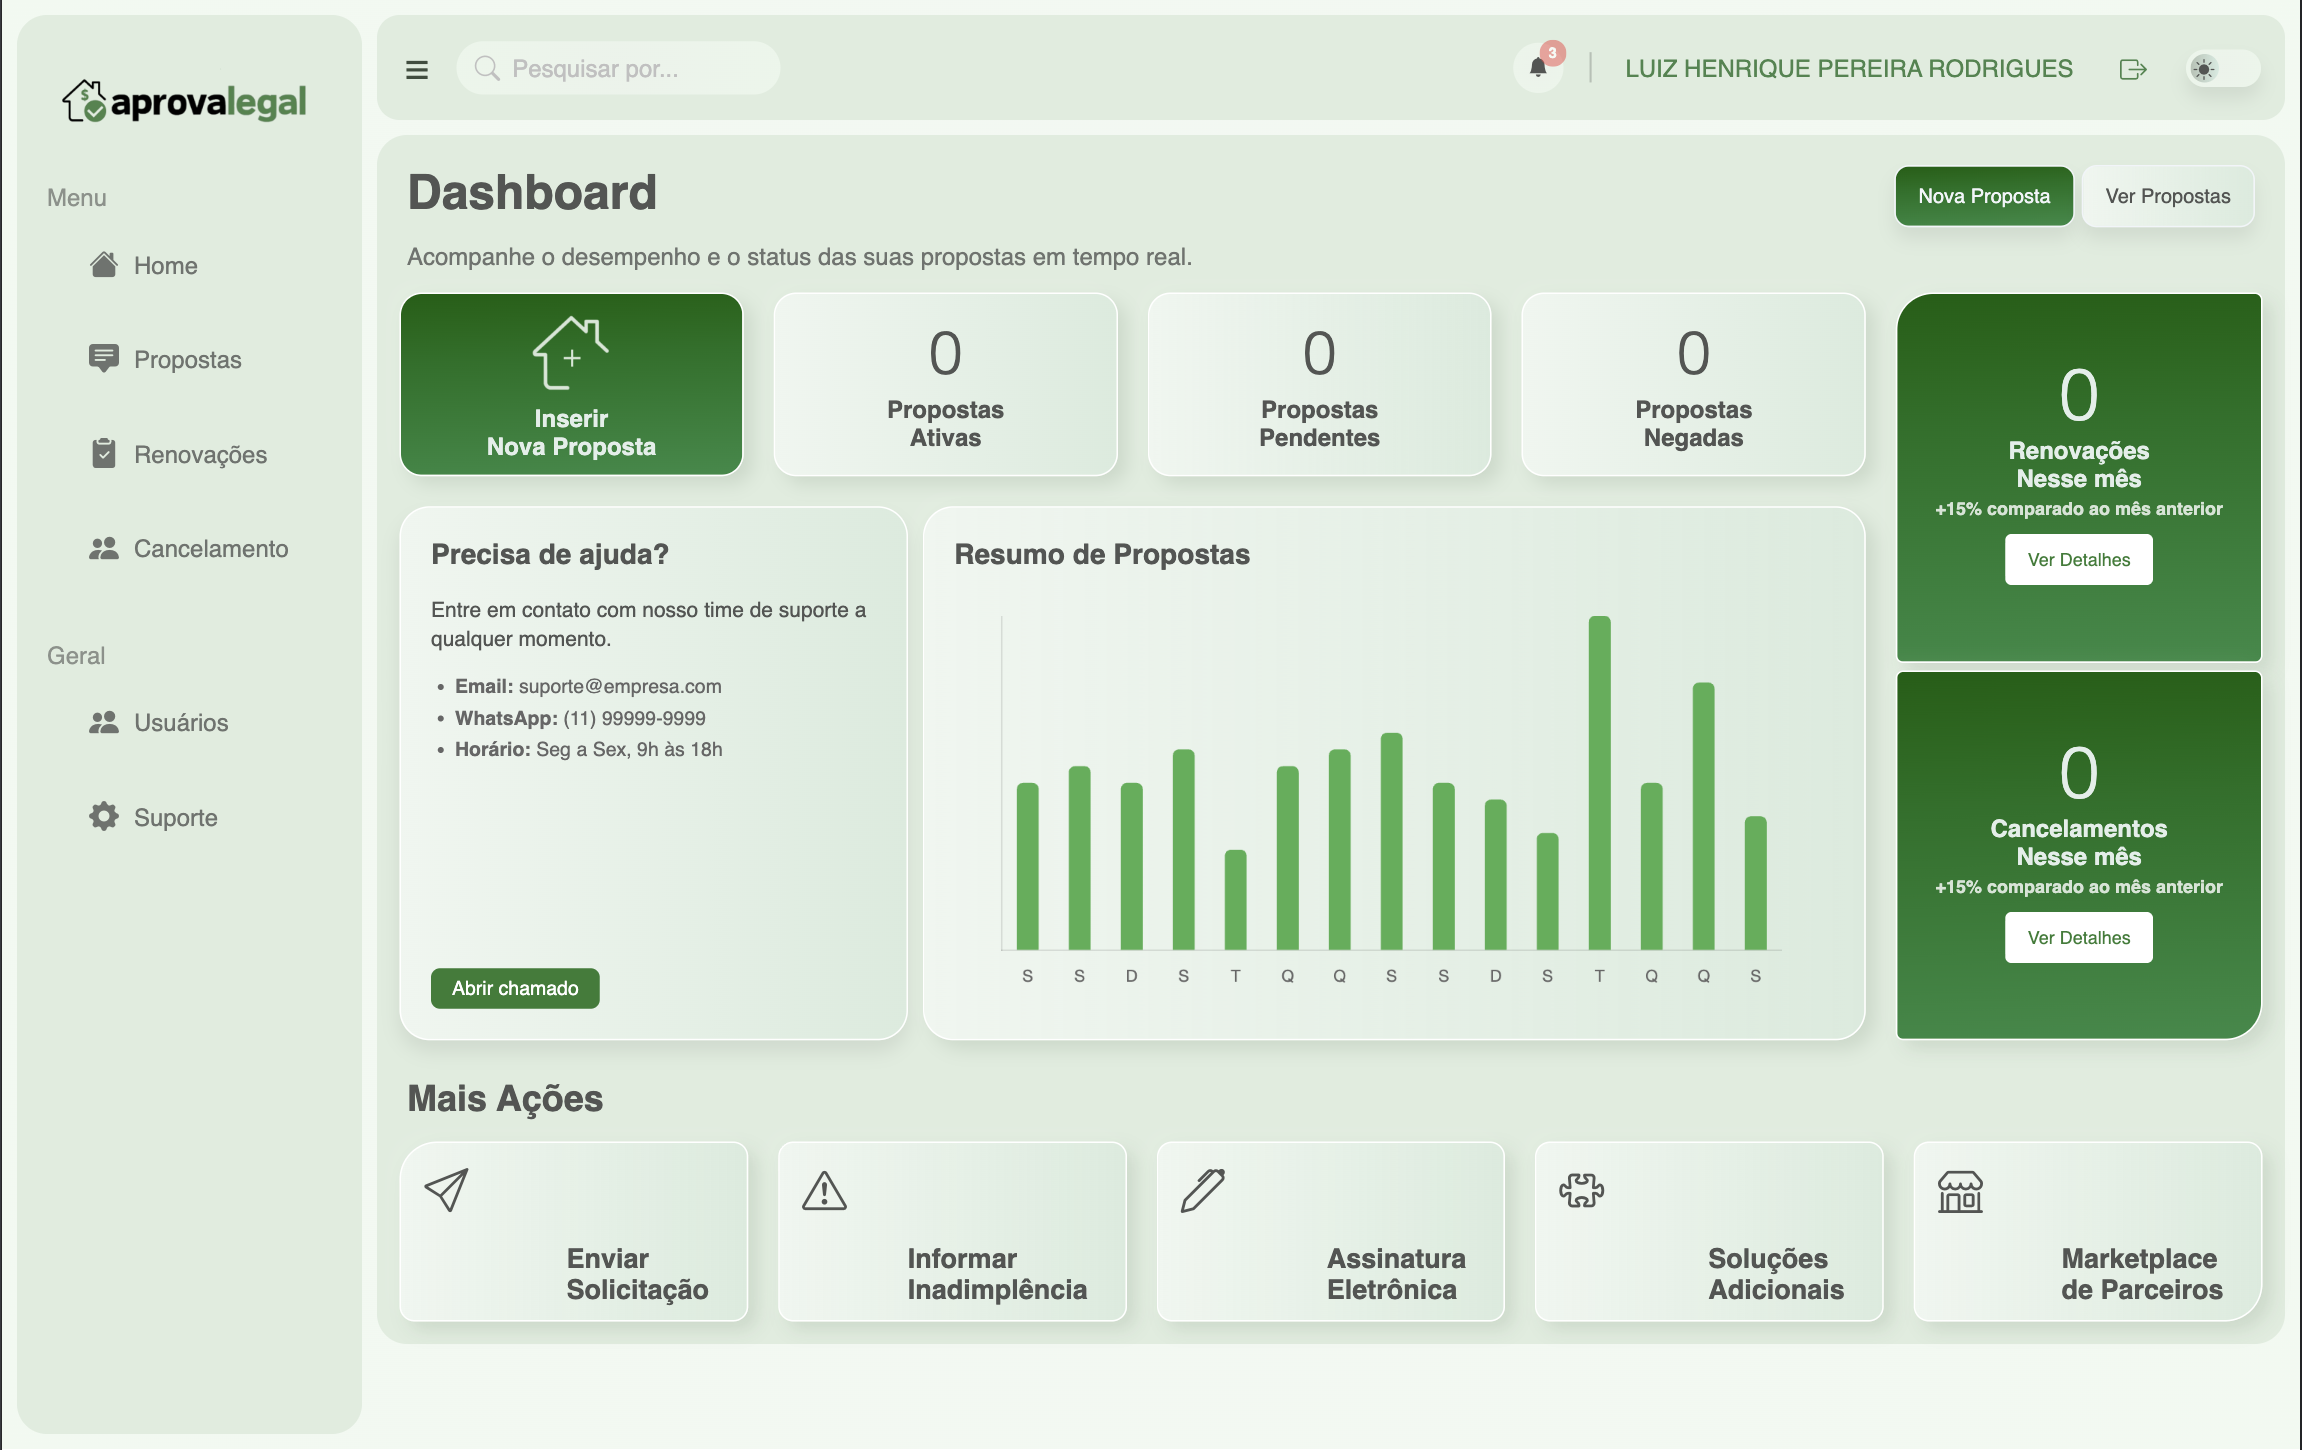 aprovalegal
Menu
Home
Propostas
Renovações
Cancelamento
Geral
Usuários
Suporte
Pesquisar por...
3
LUIZ HENRIQUE PEREIRA RODRIGUES
Dashboard
Nova Proposta
Ver Propostas
Acompanhe o desempenho e o status das suas propostas em tempo real.
Inserir
Nova Proposta
0
Propostas
Ativas
0
Propostas
Pendentes
0
Propostas
Negadas
0
Renovações
Nesse mês
+15% comparado ao mês anterior
Ver Detalhes
Precisa de ajuda?
Entre em contato com nosso time de suporte a
qualquer momento.
• Email: suporte@empresa.com
• WhatsApp: (11) 99999-9999
• Horário: Seg a Sex, 9h às 18h
Abrir chamado
Resumo de Propostas
S S D S T Q Q S S D S T Q Q S
0
Cancelamentos
Nesse mês
+15% comparado ao mês anterior
Ver Detalhes
Mais Ações
Enviar
Solicitação
Informar
Inadimplência
Assinatura
Eletrônica
Soluções
Adicionais
Marketplace
de Parceiros